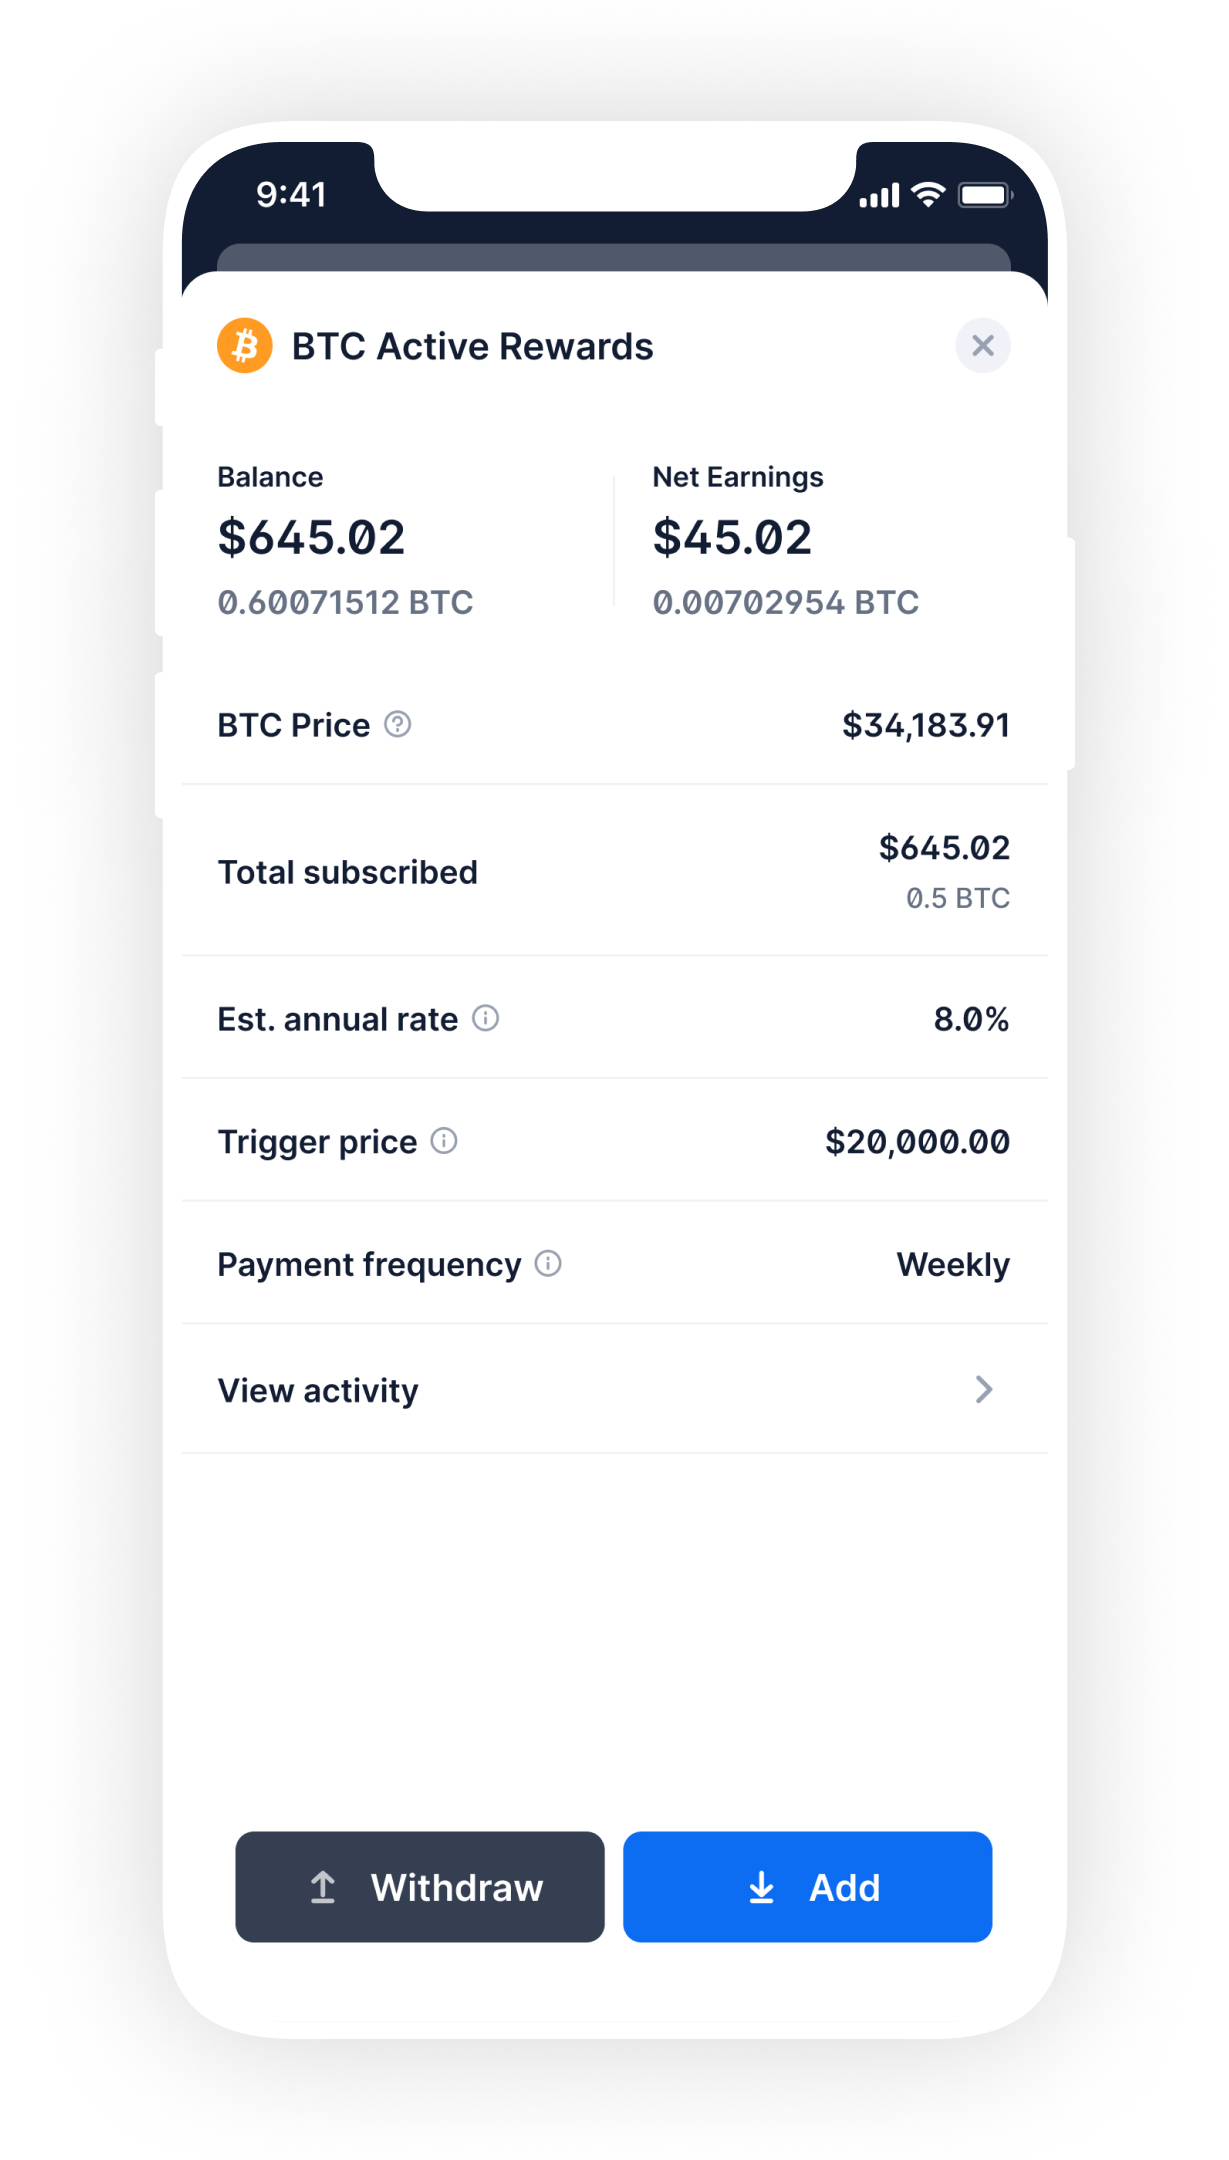 9:41
BTC Active Rewards
Balance
$645.02
0.60071512 BTC
Net Earnings
$45.02
0.00702954 BTC
BTC Price
$34,183.91
Total subscribed
$645.02
0.5 BTC
Est. annual rate
8.0%
Trigger price
$20,000.00
Payment frequency
Weekly
View activity
Withdraw
Add